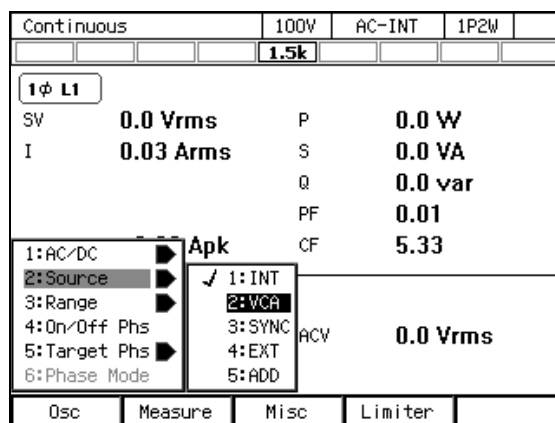 Continuous 100V AC-INT 1P2W
1.5k
1ϕ L1
SV 0.0 Vrms P 0.0 W
I 0.03 Arms S 0.0 VA
Q 0.0 var
PF 0.01
Apk CF 5.33
1:AC/DC
2:Source ✓ 1:INT
3:Range 2:VCA
4:On/Off Phs 3:SYNC ACV 0.0 Vrms
5:Target Phs 4:EXT
6:Phase Mode 5:ADD
Osc Measure Misc Limiter